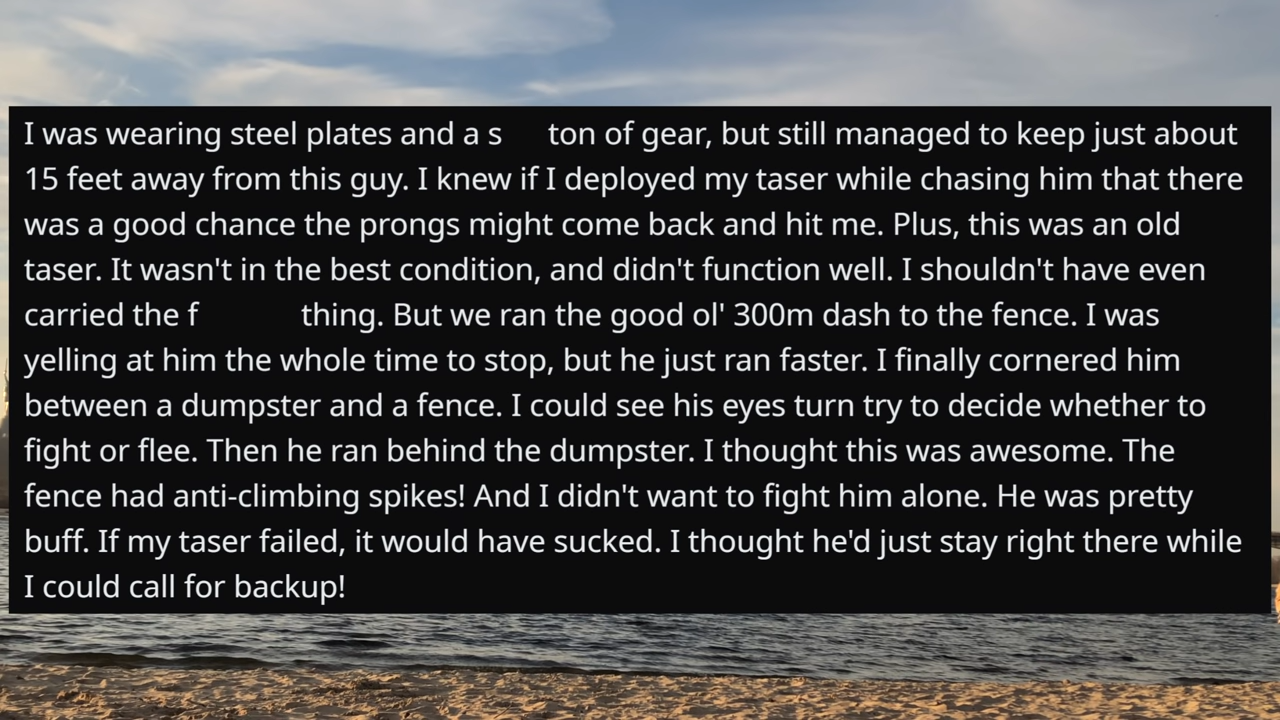 I was wearing steel plates and a s ton of gear, but still managed to keep just about
15 feet away from this guy. I knew if I deployed my taser while chasing him that there
was a good chance the prongs might come back and hit me. Plus, this was an old
taser. It wasn't in the best condition, and didn't function well. I shouldn't have even
carried the f thing. But we ran the good ol' 300m dash to the fence. I was
yelling at him the whole time to stop, but he just ran faster. I finally cornered him
between a dumpster and a fence. I could see his eyes turn try to decide whether to
fight or flee. Then he ran behind the dumpster. I thought this was awesome. The
fence had anti-climbing spikes! And I didn't want to fight him alone. He was pretty
buff. If my taser failed, it would have sucked. I thought he'd just stay right there while
I could call for backup!